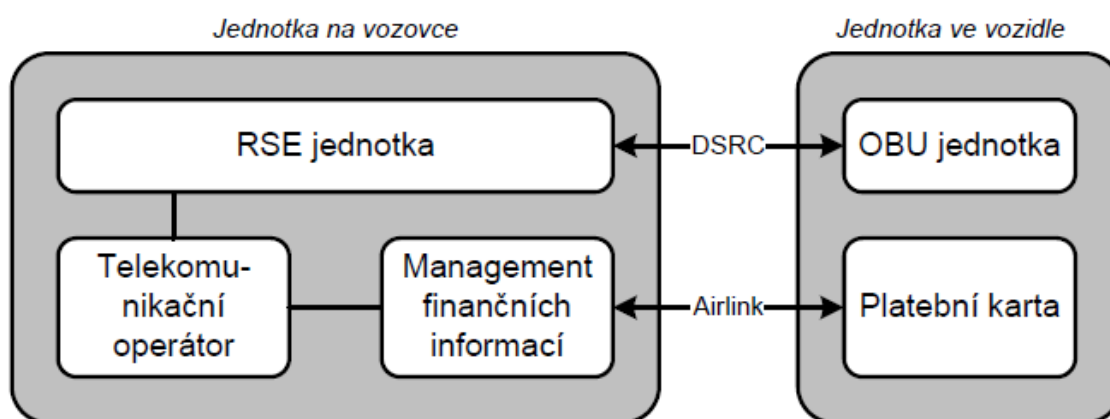 Jednotka na vozovce
Jednotka ve vozidle
RSE jednotka
DSRC
OBU jednotka
Telekomu-
nikační
operátor
Management
finančních
informací
Airlink
Platební karta